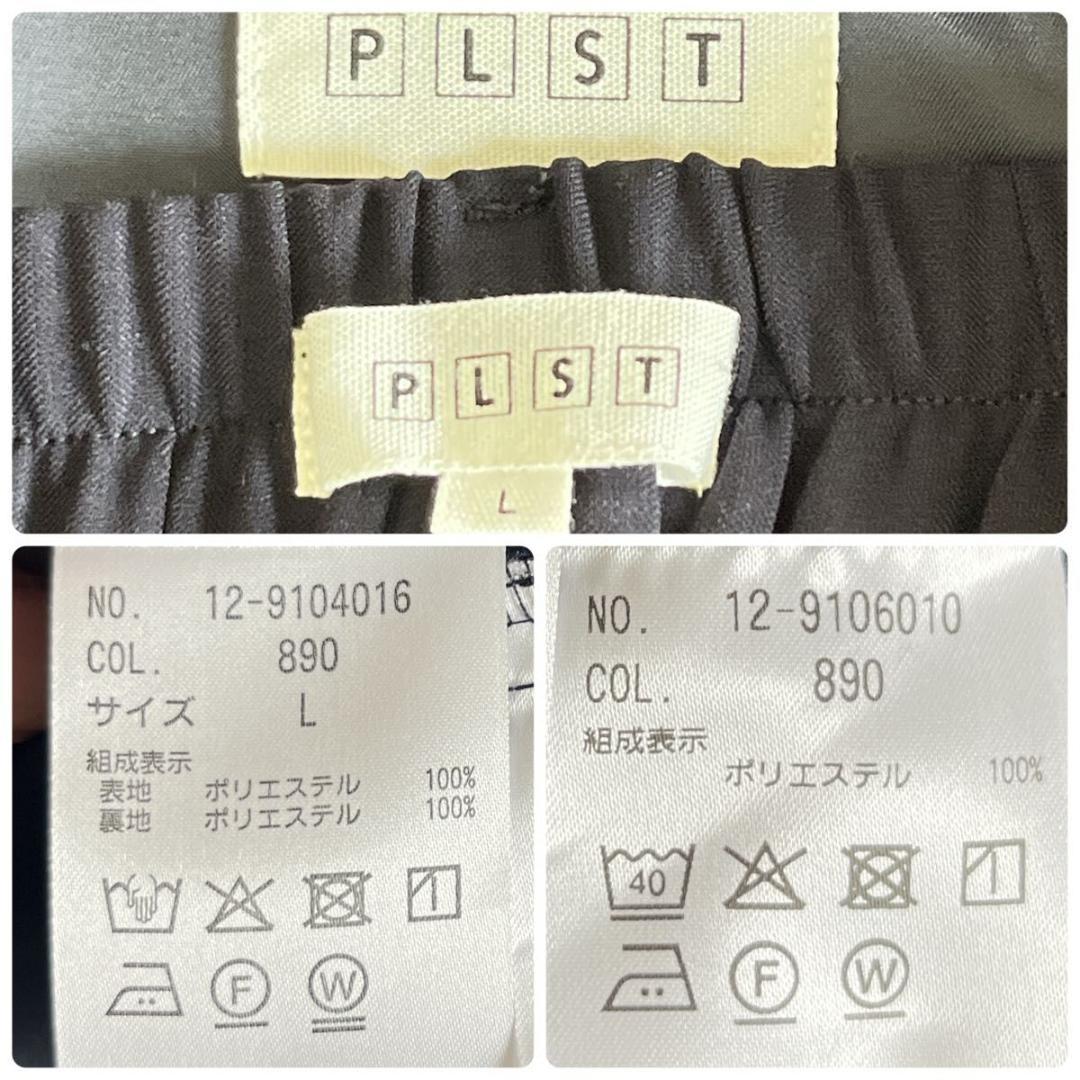 PLST
PLST
L
NO. 12-9104016
COL. 890
サイズ L
組成表示
表地 ポリエステル 100%
裏地 ポリエステル 100%
F W
NO. 12-9106010
COL. 890
組成表示
ポリエステル 100%
40
F W